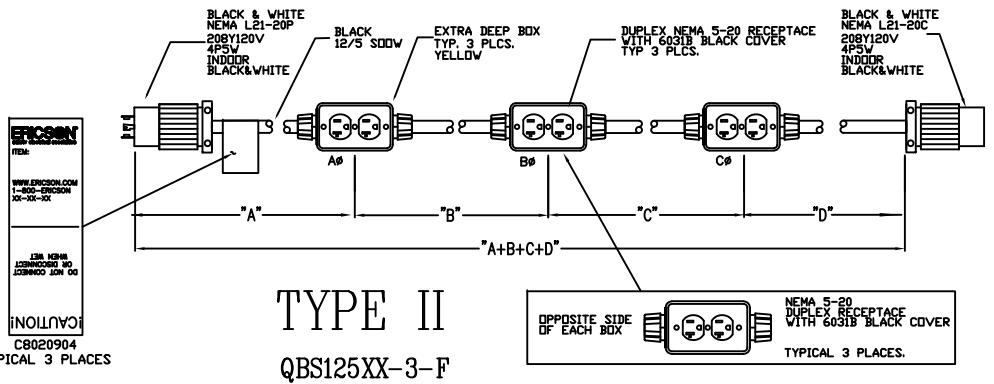 BLACK & WHITE
NEMA L21-20P
208Y120V
4P5W
INDOOR
BLACK&WHITE
BLACK
12/5 SOOW
EXTRA DEEP BOX
TYP. 3 PLCS.
YELLOW
DUPLEX NEMA 5-20 RECEPTACE
WITH 6031B BLACK COVER
TYP 3 PLCS.
BLACK & WHITE
NEMA L21-20C
208Y120V
4P5W
INDOOR
BLACK&WHITE
ERICSON
ITEM:
WWW.ERICSON.COM
1-800-ERICSON
XX-XX-XX
¡CAUTION!
DO NOT CONNECT
OR DISCONNECT
WHEN WET
C8020904
PICAL 3 PLACES
AØ
BØ
CØ
"A"
"B"
"C"
"D"
"A+B+C+D"
TYPE II
QBS125XX-3-F
OPPOSITE SIDE
OF EACH BOX
NEMA 5-20
DUPLEX RECEPTACE
WITH 6031B BLACK COVER
TYPICAL 3 PLACES.